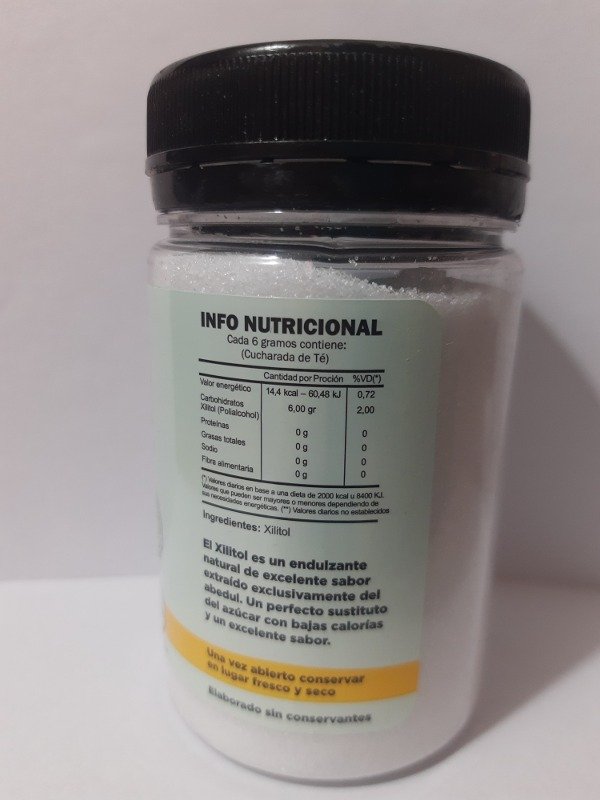 INFO NUTRICIONAL
Cada 6 gramos contiene:
(Cucharada de Té)
Cantidad por Proción %VD(*)
Valor energético 14,4 kcal – 60,48 kJ 0,72
Carbohidratos
Xilitol (Polialcohol) 6,00 gr 2,00
Proteínas 0 g 0
Grasas totales 0 g 0
Sodio 0 g 0
Fibra alimentaria 0 g 0
(*) Valores diarios en base a una dieta de 2000 kcal u 8400 KJ.
Valores que pueden ser mayores o menores dependiendo de
sus necesidades energéticas. (**) Valores diarios no establecidos
Ingredientes: Xilitol
El Xilitol es un endulzante
natural de excelente sabor
extraído exclusivamente del
abedul. Un perfecto sustituto
del azúcar con bajas calorías
y un excelente sabor.
Una vez abierto conservar
en lugar fresco y seco
Elaborado sin conservantes